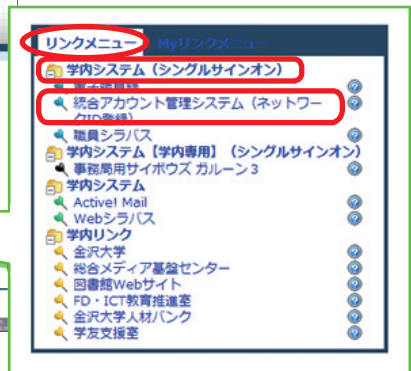 リンクメニュー Myリンクメニュー
学内システム（シングルサインオン）
電子職員録
統合アカウント管理システム（ネットワー
クID登録）
職員シラバス
学内システム【学内専用】（シングルサインオン）
事務局用サイボウズ ガルーン3
学内システム
Active! Mail
Webシラバス
学内リンク
金沢大学
総合メディア基盤センター
図書館Webサイト
FD・ICT教育推進室
金沢大学人材バンク
学友支援室